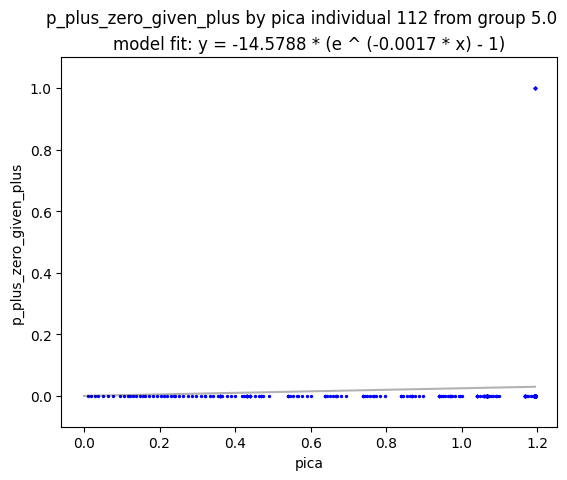 p_plus_zero_given_plus by pica individual 112 from group 5.0
model fit: y = -14.5788 * (e ^ (-0.0017 * x) - 1)
p_plus_zero_given_plus
1.0
0.8
0.6
0.4
0.2
0.0
0.0 0.2 0.4 0.6 0.8 1.0 1.2
pica